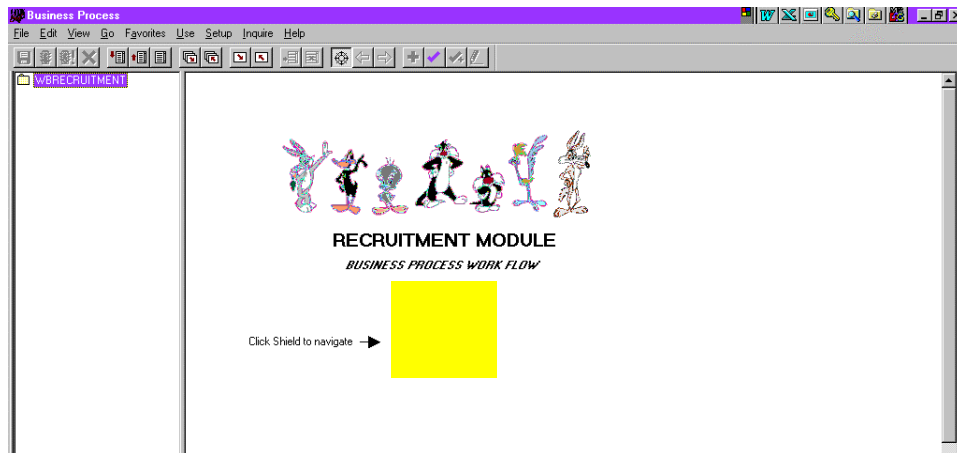 Business Process
File Edit View Go Favorites Use Setup Inquire Help
WBRECRUITMENT
RECRUITMENT MODULE
BUSINESS PROCESS WORK FLOW
Click Shield to navigate